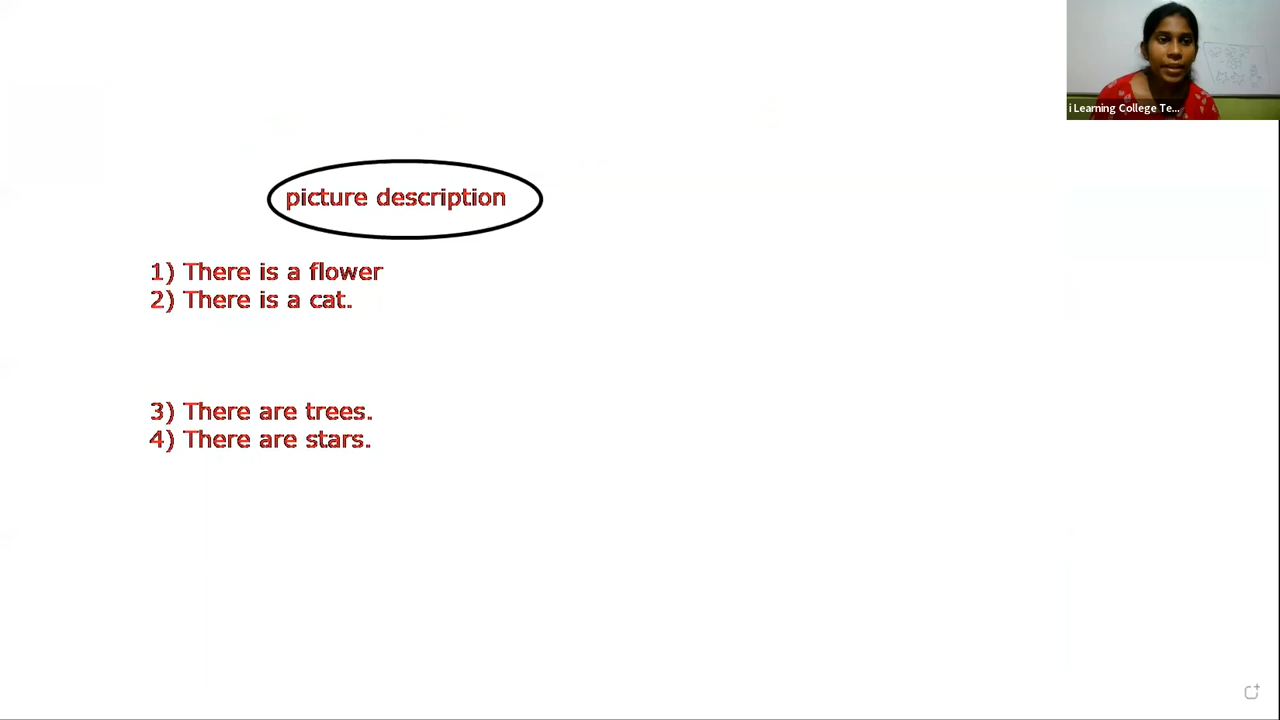 i Learning College Te...
picture description
1) There is a flower
2) There is a cat.
3) There are trees.
4) There are stars.